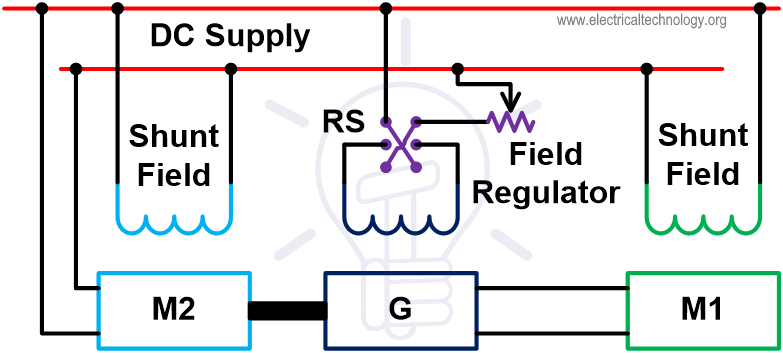 www.electricaltechnology.org
DC Supply
RS
Shunt
Field
Field
Regulator
Shunt
Field
M2
G
M1